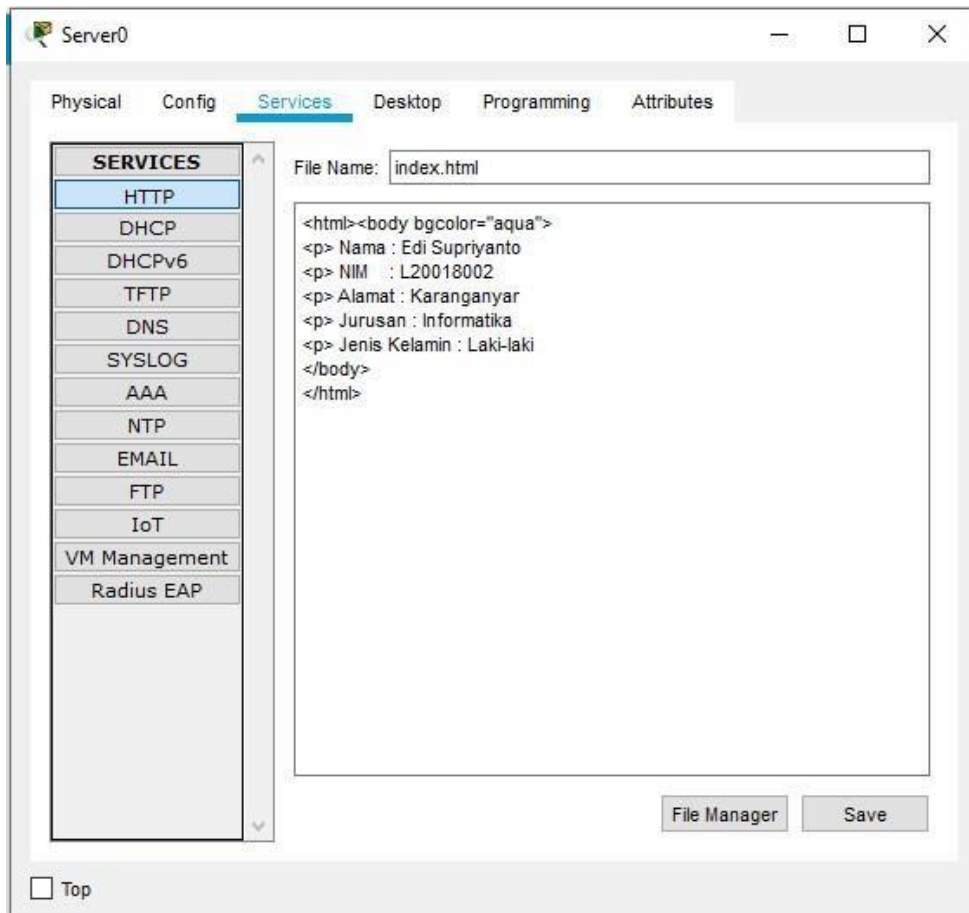 Server0
Physical Config Services Desktop Programming Attributes
SERVICES
HTTP
DHCP
DHCPv6
TFTP
DNS
SYSLOG
AAA
NTP
EMAIL
FTP
IoT
VM Management
Radius EAP
File Name: index.html
<html><body bgcolor="aqua">
<p> Nama : Edi Supriyanto
<p> NIM    : L20018002
<p> Alamat : Karanganyar
<p> Jurusan : Informatika
<p> Jenis Kelamin : Laki-laki
</body>
</html>
File Manager Save
Top